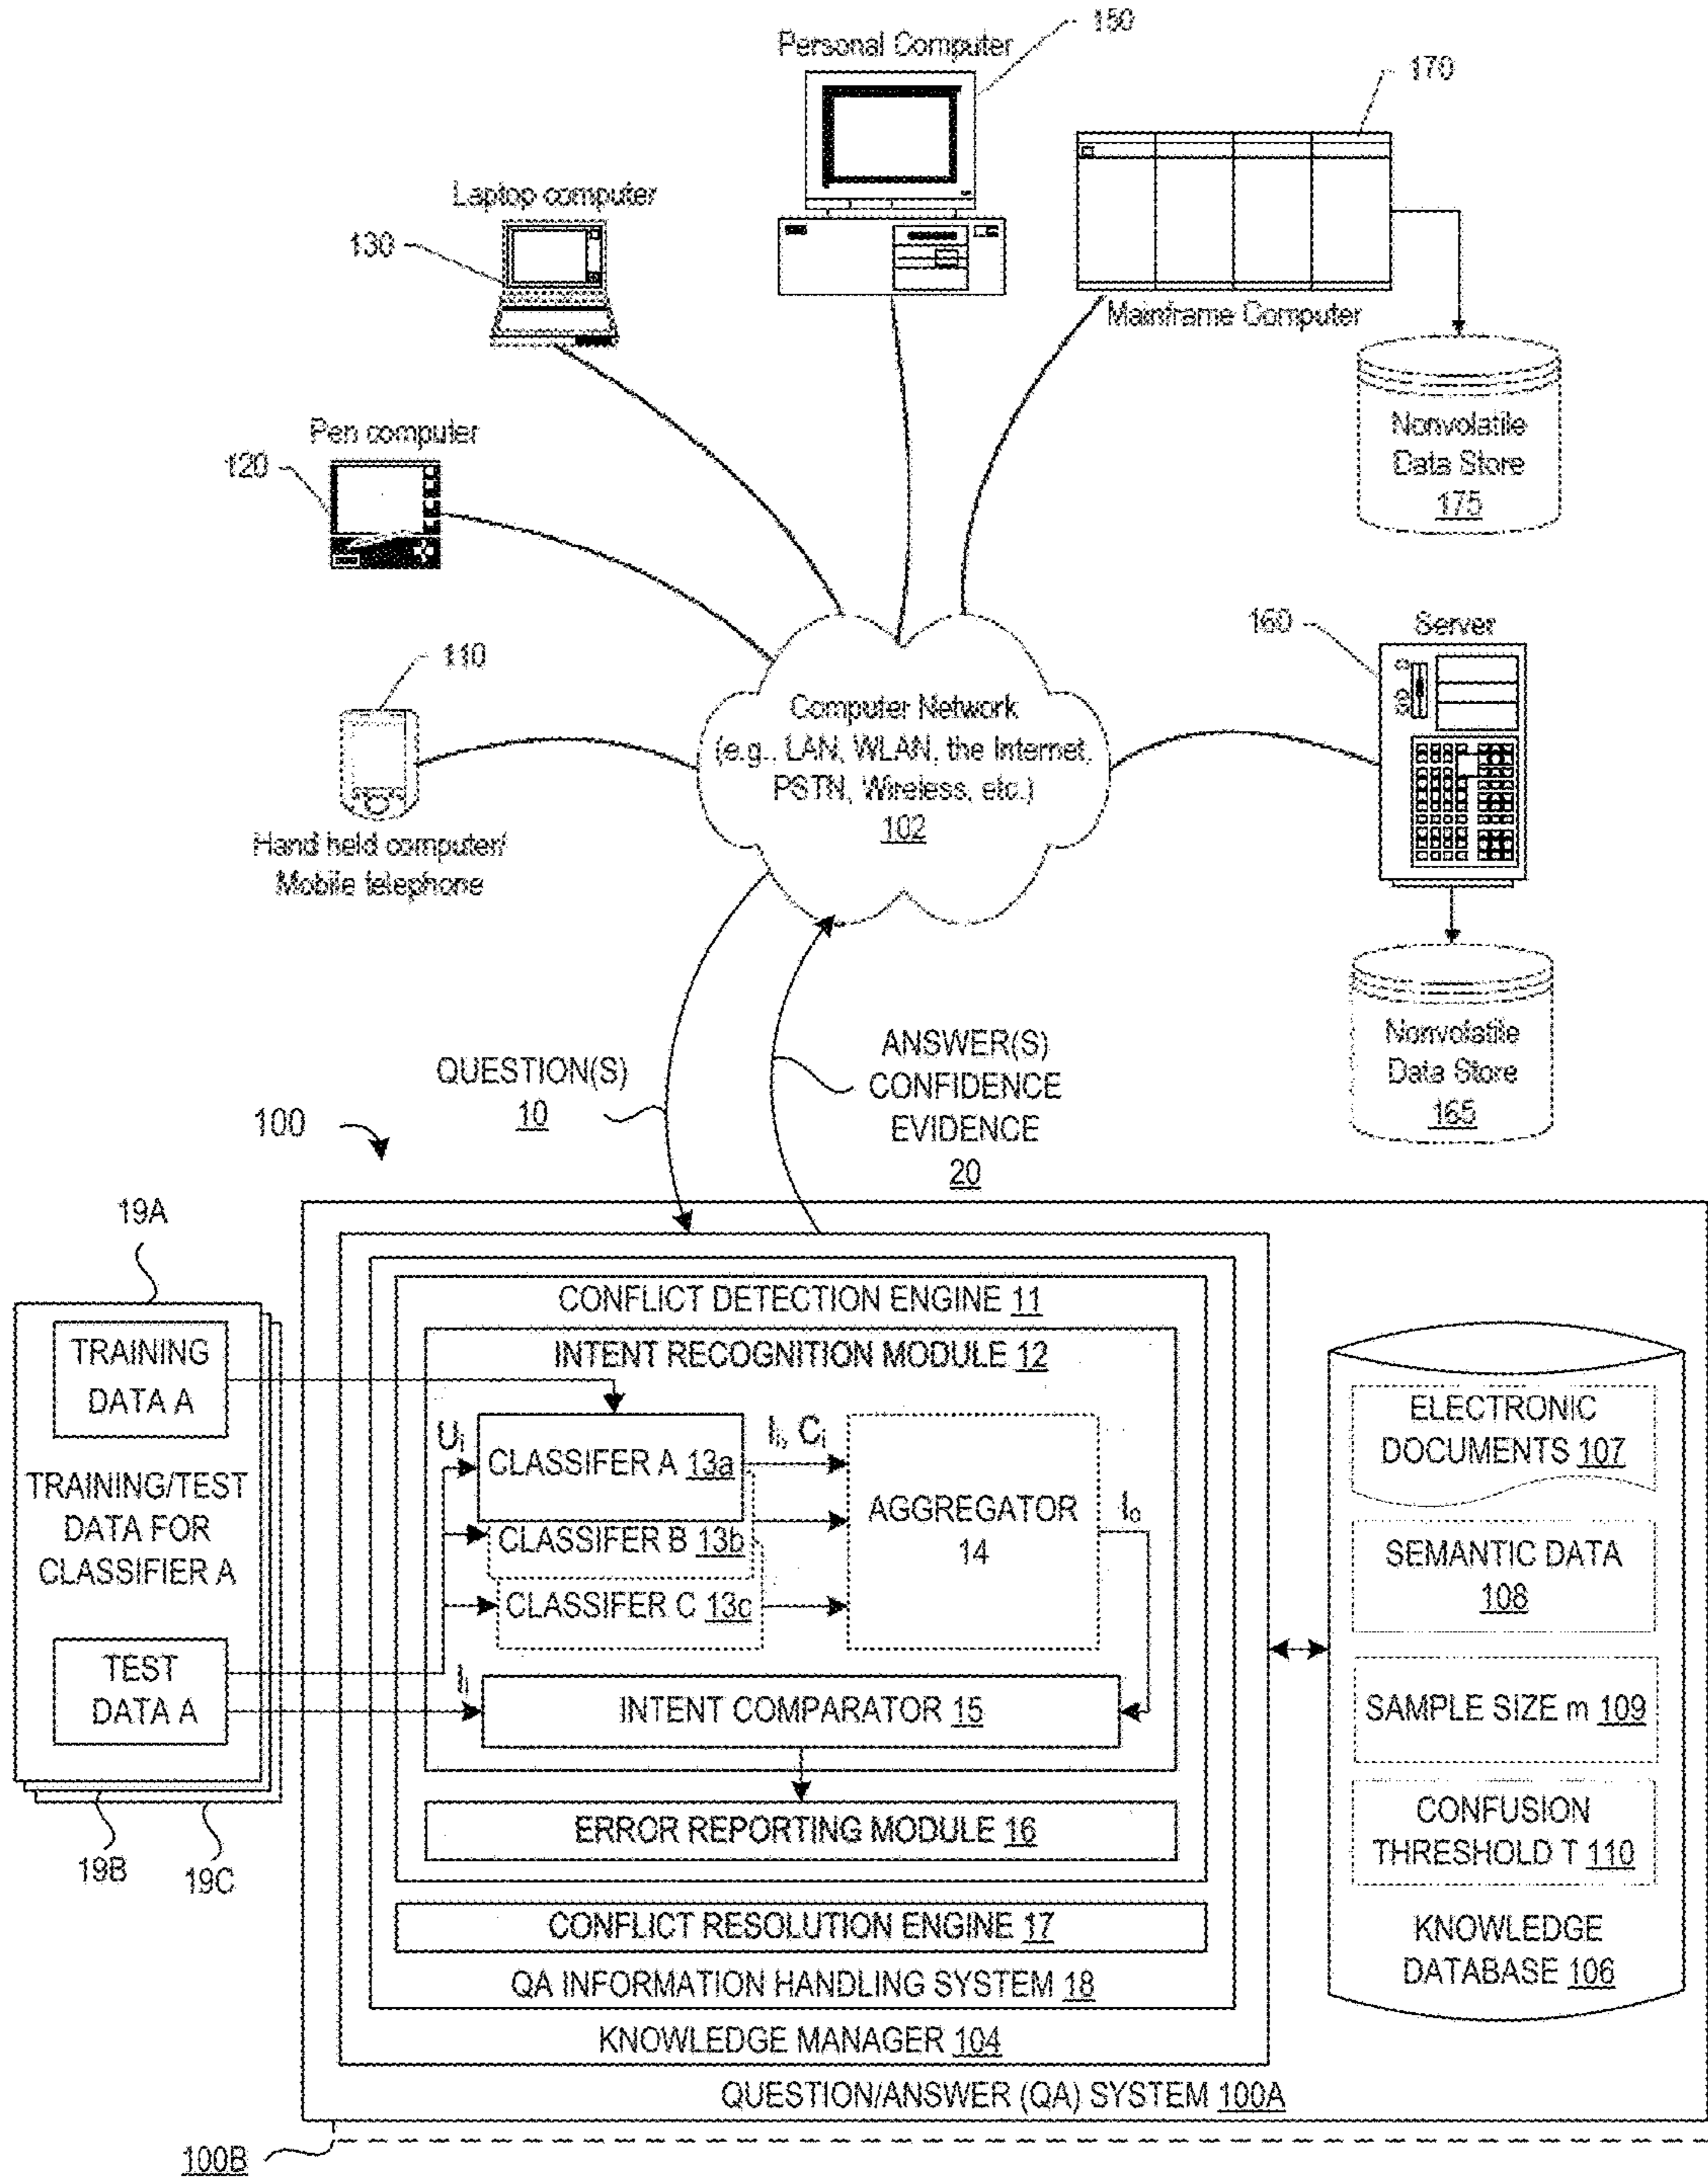 150
Personal Computer
170
Laptop computer
130
Mainframe Computer
Nonvolatile
Data Store
175
Pen computer
120
160
Server
110
Computer Network
(e.g., LAN, WLAN, the Internet,
PSTN, Wireless, etc.)
102
Hand held computer/
Mobile telephone
Nonvolatile
Data Store
165
QUESTION(S)
10
ANSWER(S)
CONFIDENCE
EVIDENCE
20
100
19A
TRAINING
DATA A
TRAINING/TEST
DATA FOR
CLASSIFIER A
TEST
DATA A
19B
19C
CONFLICT DETECTION ENGINE 11
INTENT RECOGNITION MODULE 12
Ui
CLASSIFER A 13a
Ii, Ci
CLASSIFER B 13b
CLASSIFER C 13c
AGGREGATOR
14
Io
Ii
INTENT COMPARATOR 15
ERROR REPORTING MODULE 16
CONFLICT RESOLUTION ENGINE 17
QA INFORMATION HANDLING SYSTEM 18
KNOWLEDGE MANAGER 104
QUESTION/ANSWER (QA) SYSTEM 100A
100B
ELECTRONIC
DOCUMENTS 107
SEMANTIC DATA
108
SAMPLE SIZE m 109
CONFUSION
THRESHOLD T 110
KNOWLEDGE
DATABASE 106